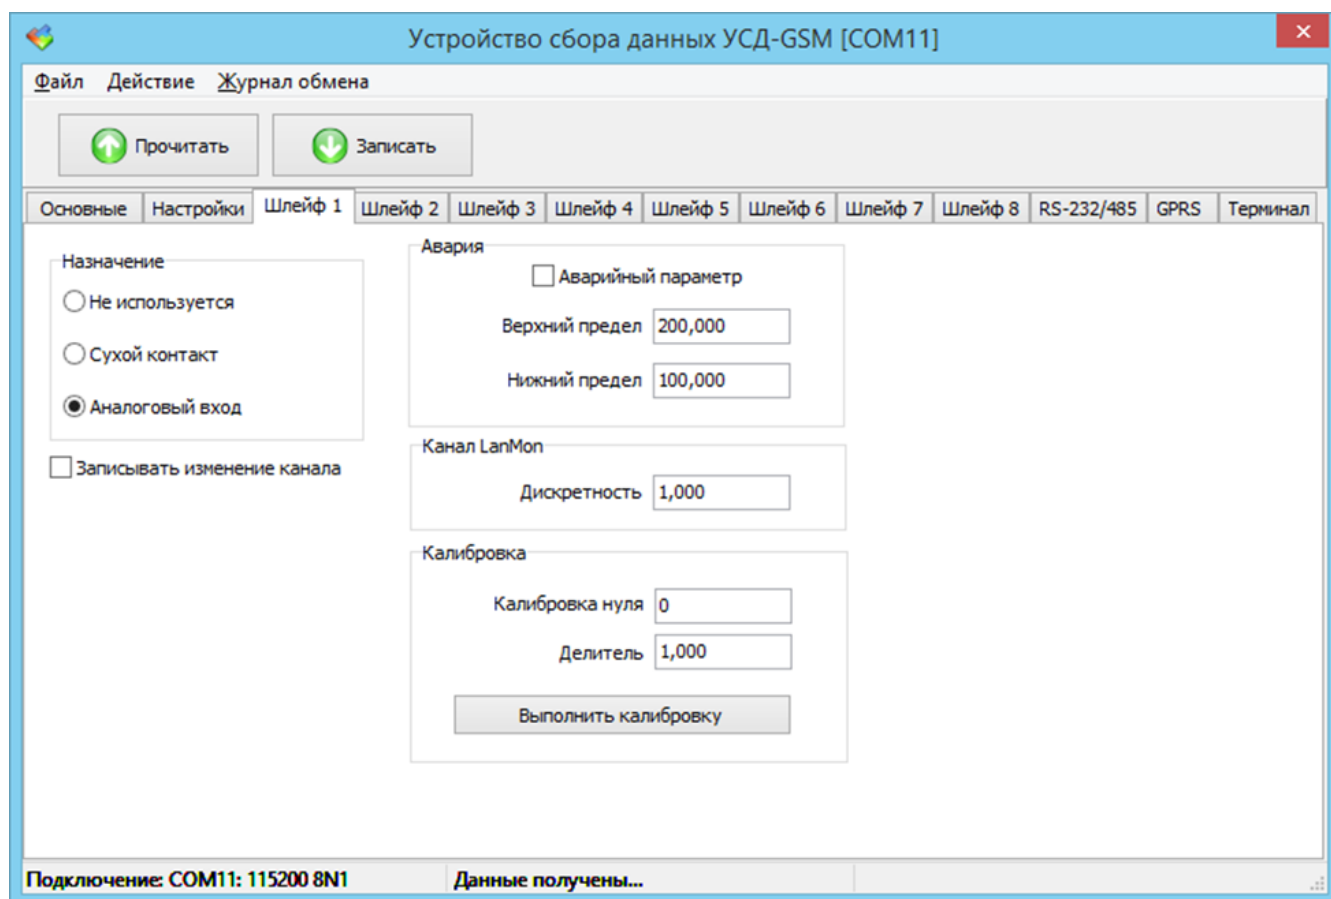 Устройство сбора данных УСД-GSM [COM11]
Файл Действие Журнал обмена
Прочитать Записать
Основные Настройки Шлейф 1 Шлейф 2 Шлейф 3 Шлейф 4 Шлейф 5 Шлейф 6 Шлейф 7 Шлейф 8 RS-232/485 GPRS Терминал
Назначение
Не используется
Сухой контакт
Аналоговый вход
Записывать изменение канала
Авария
Аварийный параметр
Верхний предел 200,000
Нижний предел 100,000
Канал LanMon
Дискретность 1,000
Калибровка
Калибровка нуля 0
Делитель 1,000
Выполнить калибровку
Подключение: COM11: 115200 8N1 Данные получены...